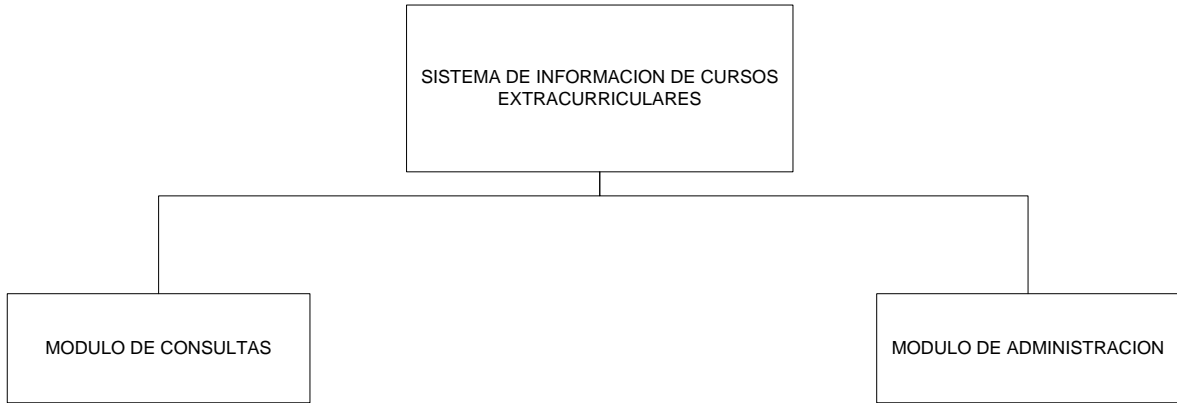 SISTEMA DE INFORMACION DE CURSOS
EXTRACURRICULARES
MODULO DE CONSULTAS
MODULO DE ADMINISTRACION